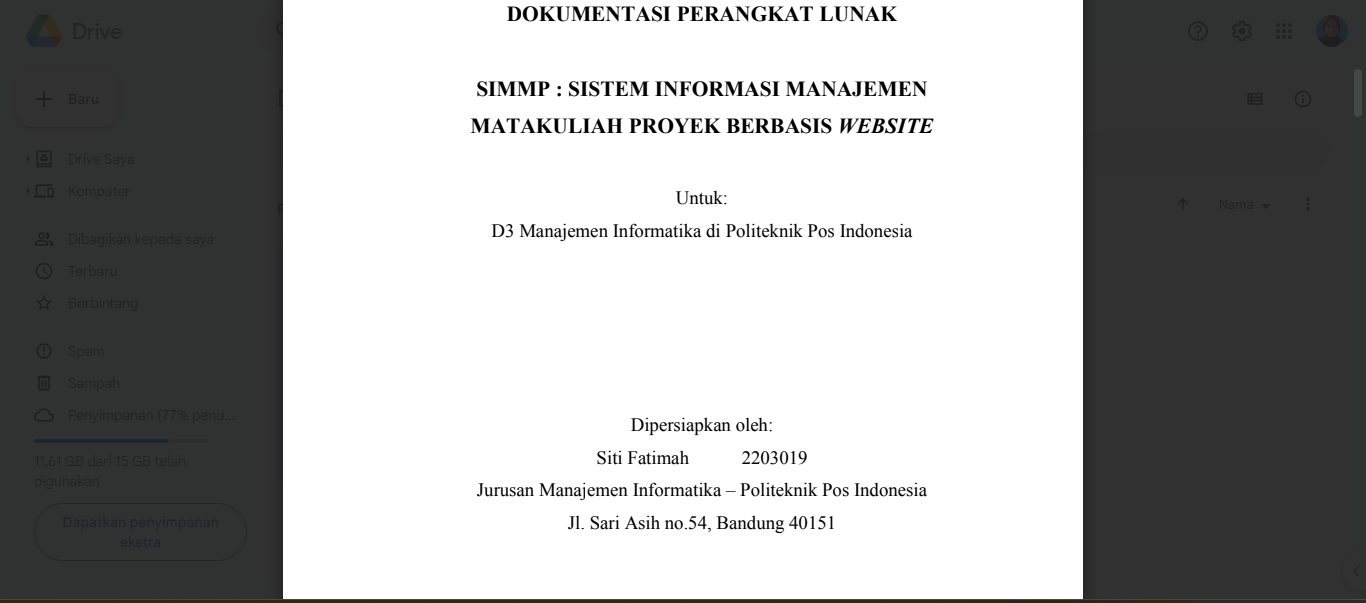 DOKUMENTASI PERANGKAT LUNAK
Drive
SIMMP : SISTEM INFORMASI MANAJEMEN
MATAKULIAH PROYEK BERBASIS WEBSITE
Untuk:
D3 Manajemen Informatika di Politeknik Pos Indonesia
Dipersiapkan oleh:
Siti Fatimah 2203019
Jurusan Manajemen Informatika – Politeknik Pos Indonesia
Jl. Sari Asih no.54, Bandung 40151
Baru
Drive Saya
Komputer
Dibagikan kepada saya
Terbaru
Berbintang
Spam
Sampah
Penyimpanan (77% penu...
11,61 GB dari 15 GB telah
digunakan
Dapatkan penyimpanan
ekstra
Nama